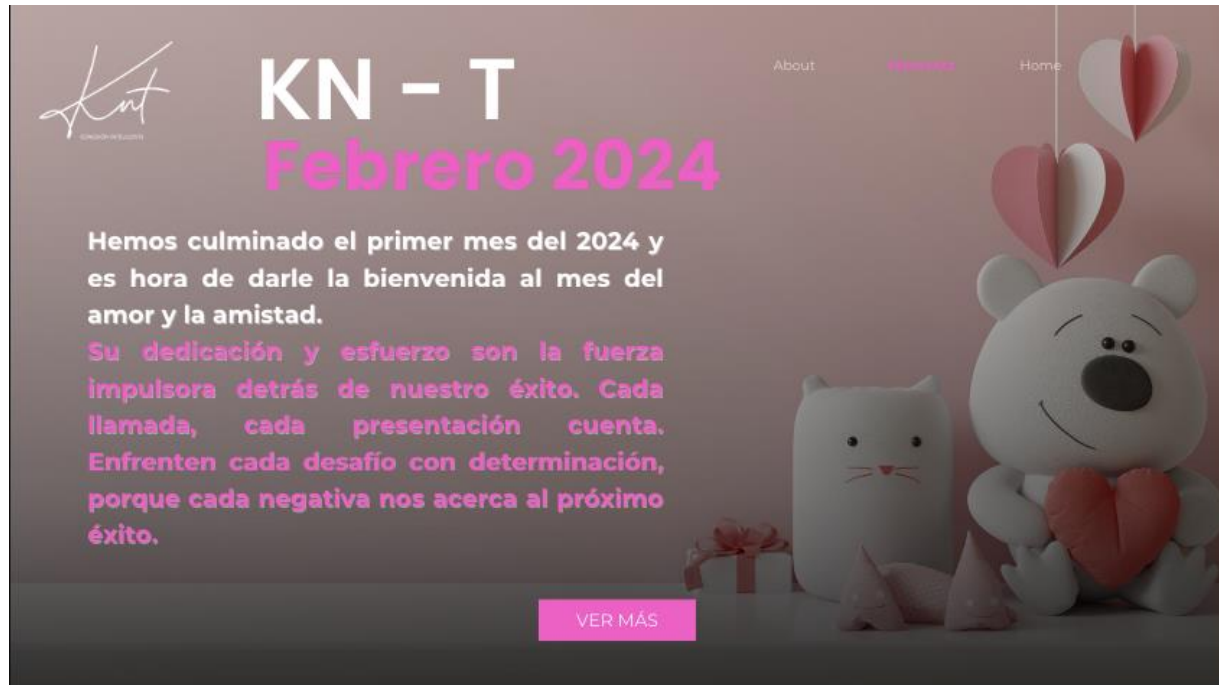 Knt
KN - T
About
Home
Febrero 2024
Hemos culminado el primer mes del 2024 y
es hora de darle la bienvenida al mes del
amor y la amistad.
Su dedicación y esfuerzo son la fuerza
impulsora detrás de nuestro éxito. Cada
llamada, cada presentación cuenta.
Enfrenten cada desafío con determinación,
porque cada negativa nos acerca al próximo
éxito.
VER MÁS